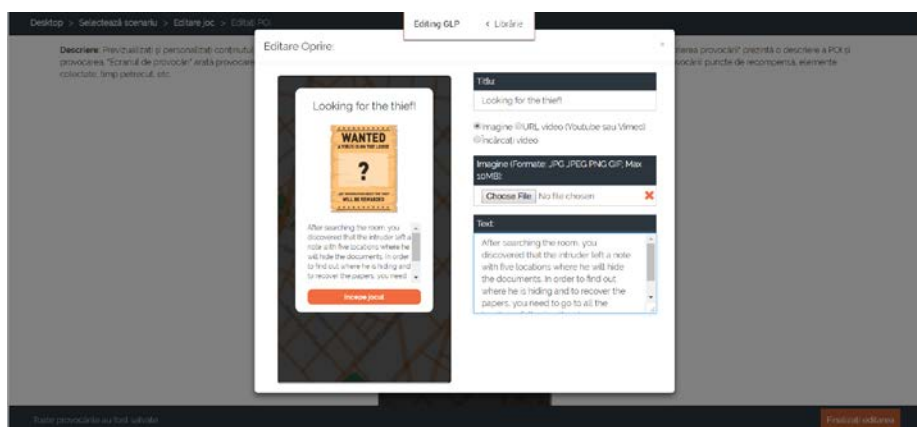 Desktop > Selectează scenariu > Editare joc > Editați POI
Editing GLP
‹ Librărie
Descriere: Previzualizați și personalizați conținutul
provocarea. "Ecranul de provocări" arată provocare
colectate, timp petrecut, etc.
provocării" prezintă o descriere a POI și
puncte de recompensă, elemente
Editare Oprire:
×
Looking for the thief!
WANTED
?
WILL BE REWARDED
After searching the room, you
discovered that the intruder left a
note with five locations where he
will hide the documents. In order
to find out where he is hiding and
to recover the papers, you need
Începe jocul
Titlu:
Looking for the thief!
Imagine URL video (Youtube sau Vimeo)
Încărcați video
Imagine (Formate: JPG, JPEG, PNG, GIF; Max
10MB):
Choose File No file chosen
Text:
After searching the room, you
discovered that the intruder left a note
with five locations where he will hide
the documents. In order to find out
where he is hiding and to recover the
papers, you need to go to all the
Toate provocările au fost salvate
Finalizați editarea